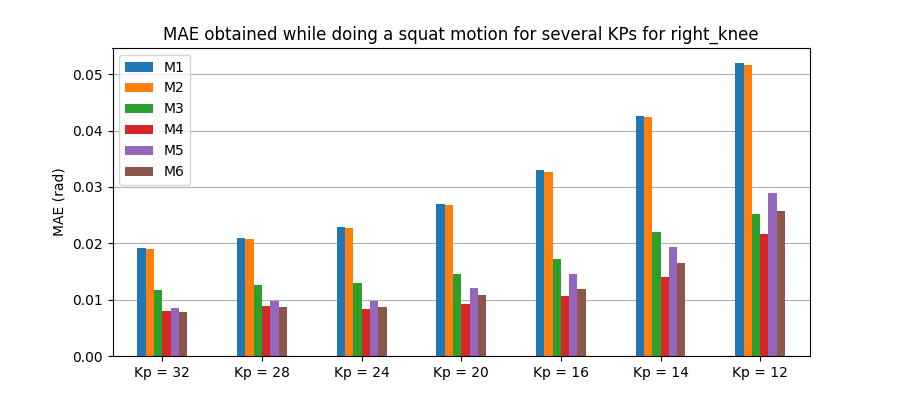 MAE obtained while doing a squat motion for several KPs for right_knee
MAE (rad)
0.05
0.04
0.03
0.02
0.01
0.00
M1
M2
M3
M4
M5
M6
Kp = 32 Kp = 28 Kp = 24 Kp = 20 Kp = 16 Kp = 14 Kp = 12